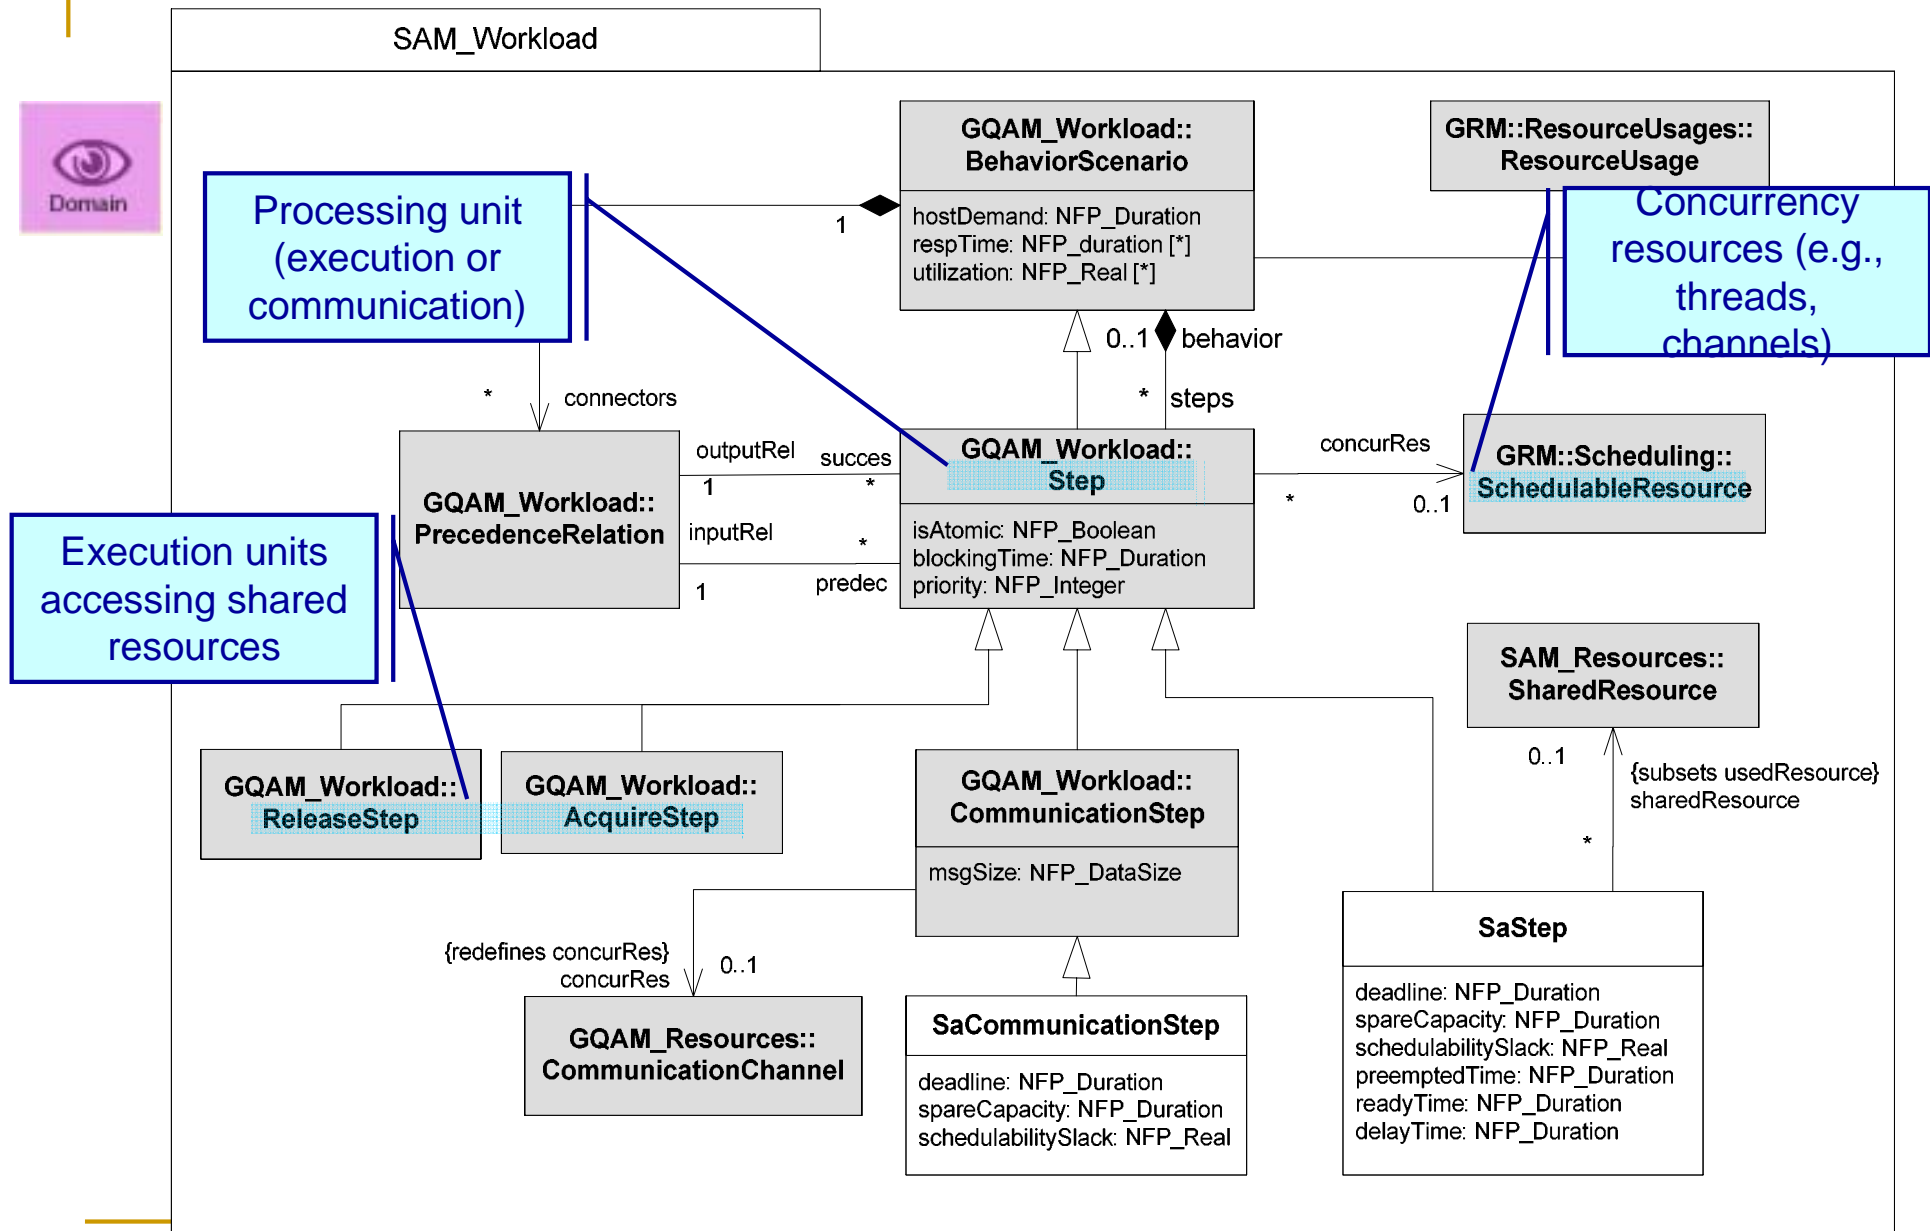 SAM_Workload
Domain
GQAM_Workload::
BehaviorScenario
hostDemand: NFP_Duration
respTime: NFP_duration [*]
utilization: NFP_Real [*]
GRM::ResourceUsages::
ResourceUsage
Processing unit
(execution or
communication)
1
Concurrency
resources (e.g.,
threads,
channels)
0..1
behavior
*
connectors
*
steps
GQAM_Workload::
PrecedenceRelation
outputRel
1
succes
*
inputRel
1
*
predec
GQAM_Workload::
Step
isAtomic: NFP_Boolean
blockingTime: NFP_Duration
priority: NFP_Integer
concurRes
*
0..1
GRM::Scheduling::
SchedulableResource
Execution units
accessing shared
resources
SAM_Resources::
SharedResource
0..1
{subsets usedResource}
sharedResource
*
GQAM_Workload::
ReleaseStep
GQAM_Workload::
AcquireStep
GQAM_Workload::
CommunicationStep
msgSize: NFP_DataSize
{redefines concurRes}
concurRes
0..1
GQAM_Resources::
CommunicationChannel
SaCommunicationStep
deadline: NFP_Duration
spareCapacity: NFP_Duration
schedulabilitySlack: NFP_Real
SaStep
deadline: NFP_Duration
spareCapacity: NFP_Duration
schedulabilitySlack: NFP_Real
preemptedTime: NFP_Duration
readyTime: NFP_Duration
delayTime: NFP_Duration